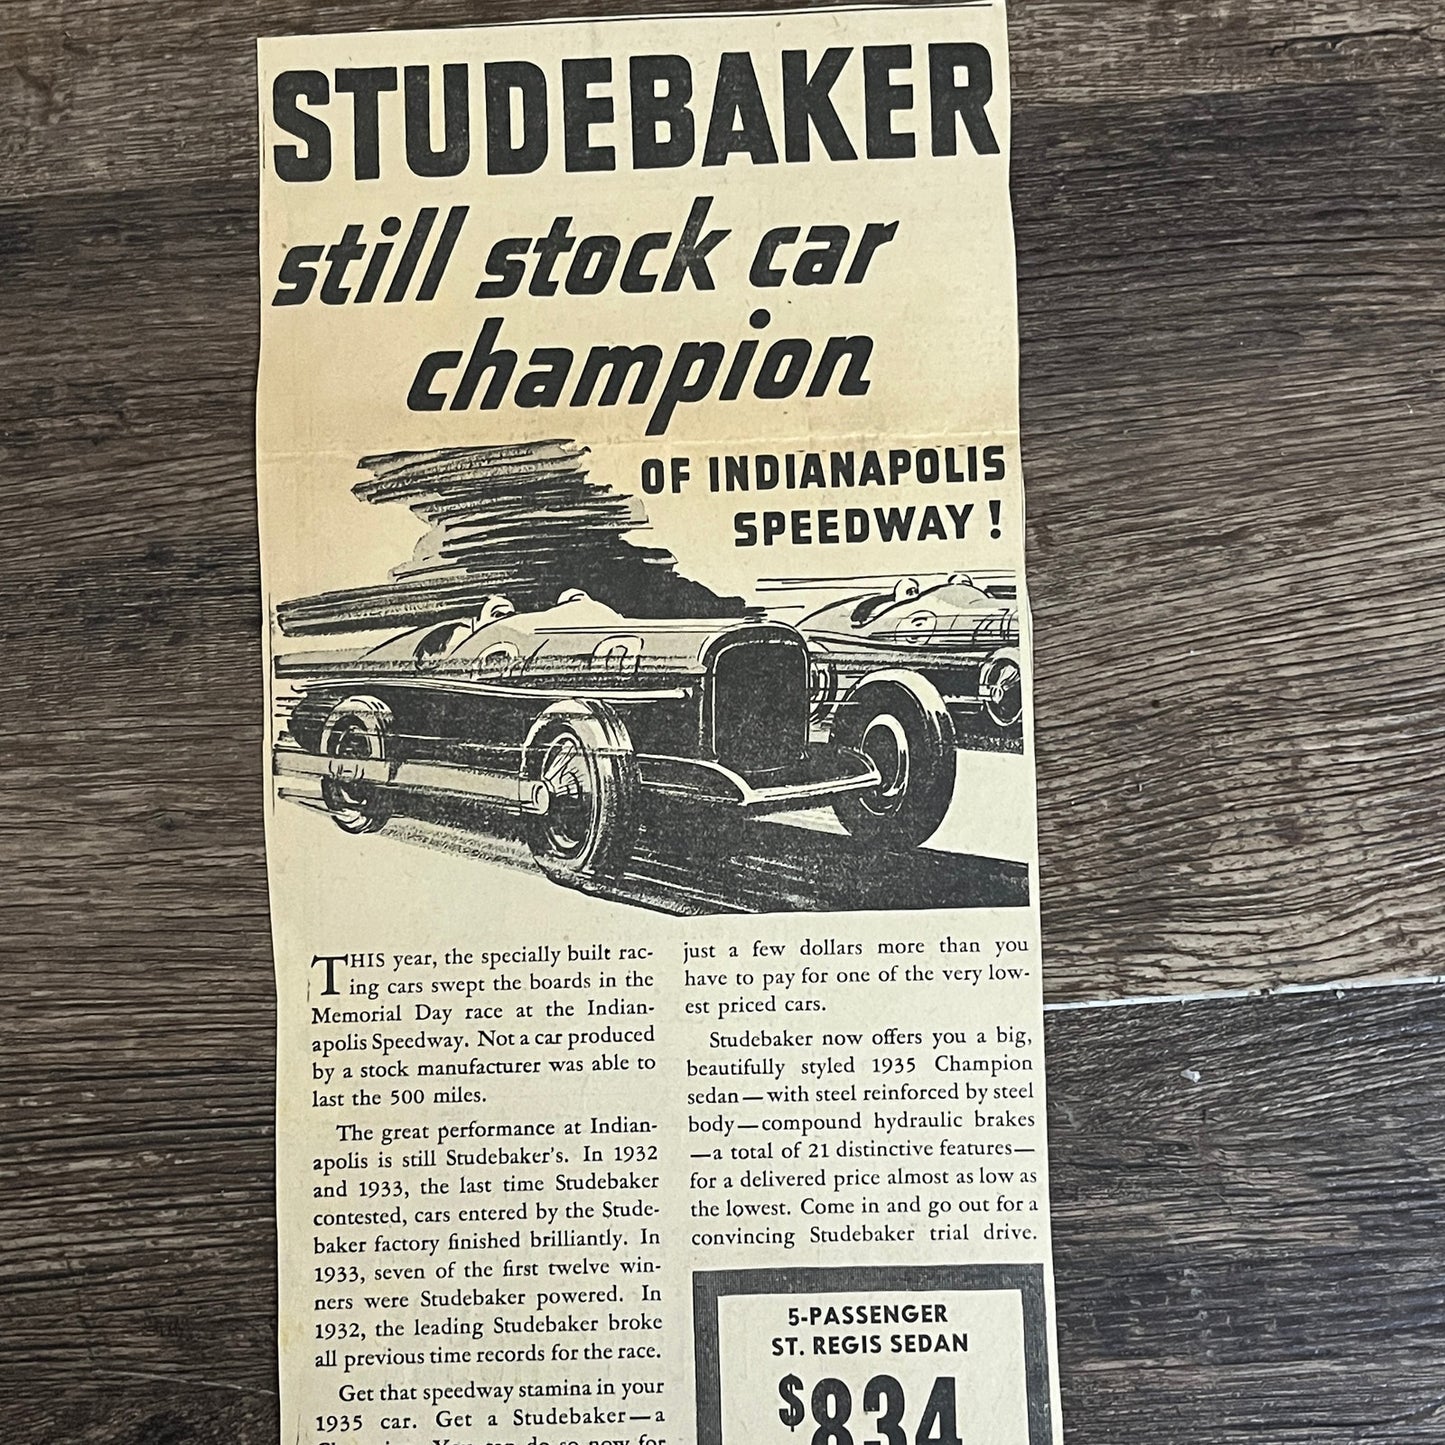 STUDEBAKER
still stock car
champion
OF INDIANAPOLIS
SPEEDWAY!
THIS year, the specially built rac-
ing cars swept the boards in the
Memorial Day race at the Indian-
apolis Speedway. Not a car produced
by a stock manufacturer was able to
last the 500 miles.
The great performance at Indian-
apolis is still Studebaker's. In 1932
and 1933, the last time Studebaker
contested, cars entered by the Stude-
baker factory finished brilliantly. In
1933, seven of the first twelve win-
ners were Studebaker powered. In
1932, the leading Studebaker broke
all previous time records for the race.
Get that speedway stamina in your
1935 car. Get a Studebaker—a
You can do so now for
just a few dollars more than you
have to pay for one of the very low-
est priced cars.
Studebaker now offers you a big,
beautifully styled 1935 Champion
sedan—with steel reinforced by steel
body—compound hydraulic brakes
—a total of 21 distinctive features—
for a delivered price almost as low as
the lowest. Come in and go out for a
convincing Studebaker trial drive.
5-PASSENGER
ST. REGIS SEDAN
$834